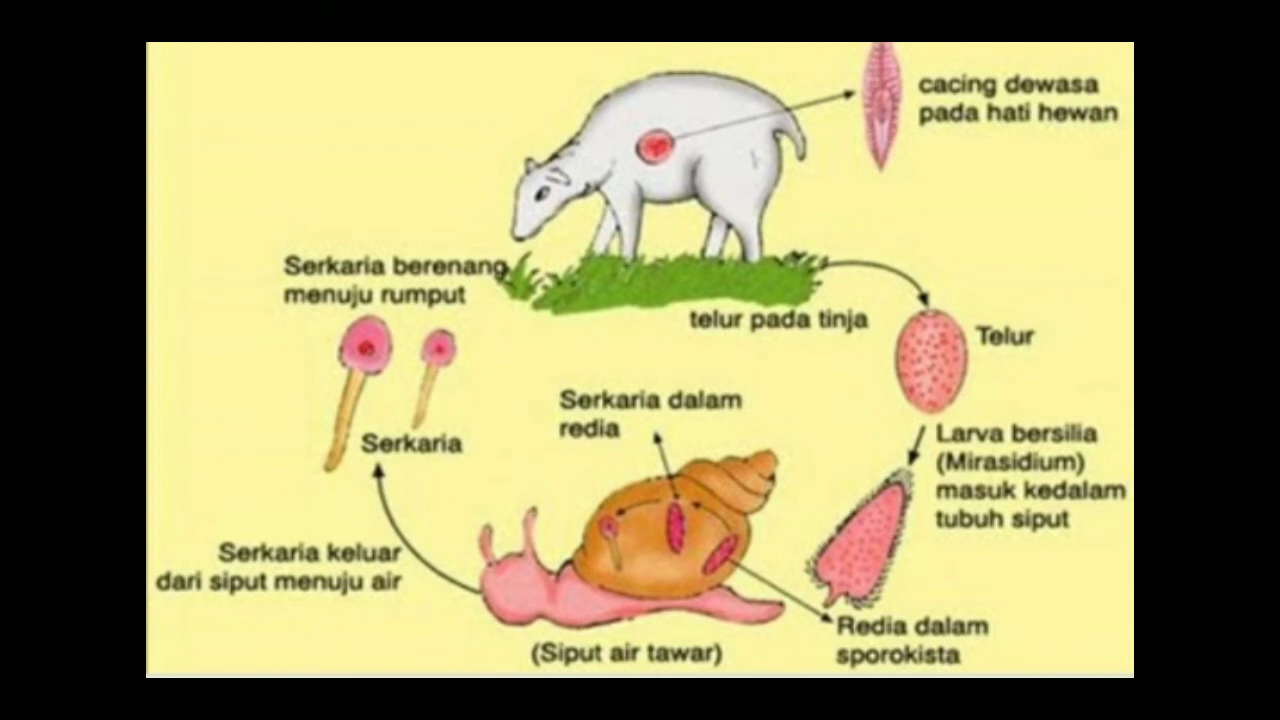 cacing dewasa
pada hati hewan
Serkaria berenang
menuju rumput
telur pada tinja
Telur
Serkaria dalam
redia
Larva bersilia
(Mirasidium)
masuk kedalam
tubuh siput
Serkaria
Serkaria keluar
dari siput menuju air
Redia dalam
sporokista
(Siput air tawar)